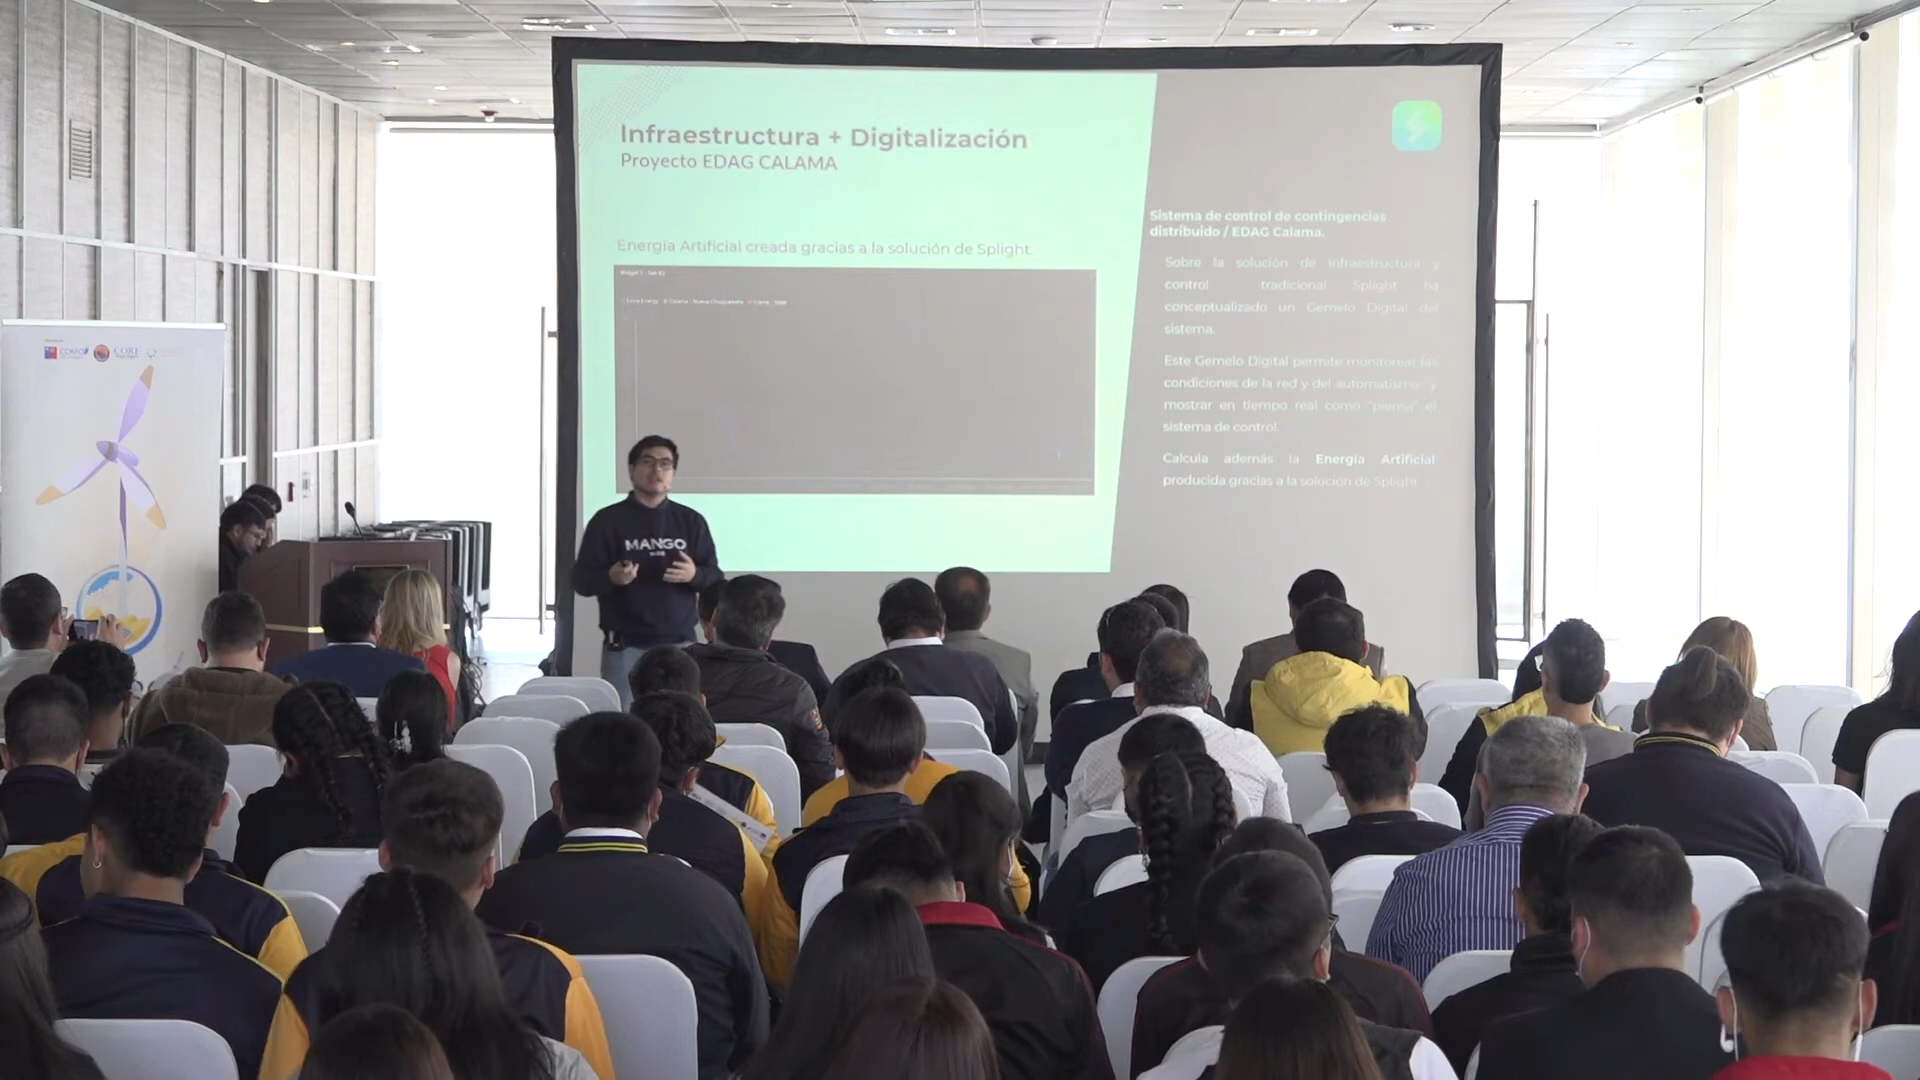 Infraestructura + Digitalización
Proyecto EDAG CALAMA
Energía Artificial creada gracias a la solución de Splight.
Sistema de control de contingencias
distribuido / EDAG Calama.
Sobre la solución de infraestructura y
control tradicional Splight ha
conceptualizado un Gemelo Digital del
sistema.
Este Gemelo Digital permite monitorear las
condiciones de la red y del automatismo, y
mostrar en tiempo real como "piensa" el
sistema de control.
Calcula además la Energía Artificial
producida gracias a la solución de Splight.
CORE
MANGO